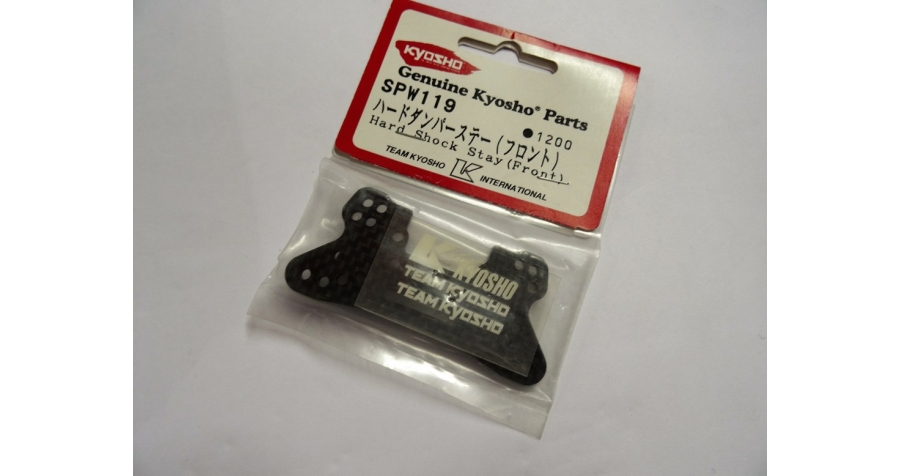 KYOSHO
Genuine Kyosho® Parts
SPW119
●1200
ハードダンパーステー(フロント)
Hard Shock Stay(Front)
TEAM KYOSHO K INTERNATIONAL
K KYOSHO
TEAM KYOSHO
TEAM KYOSHO